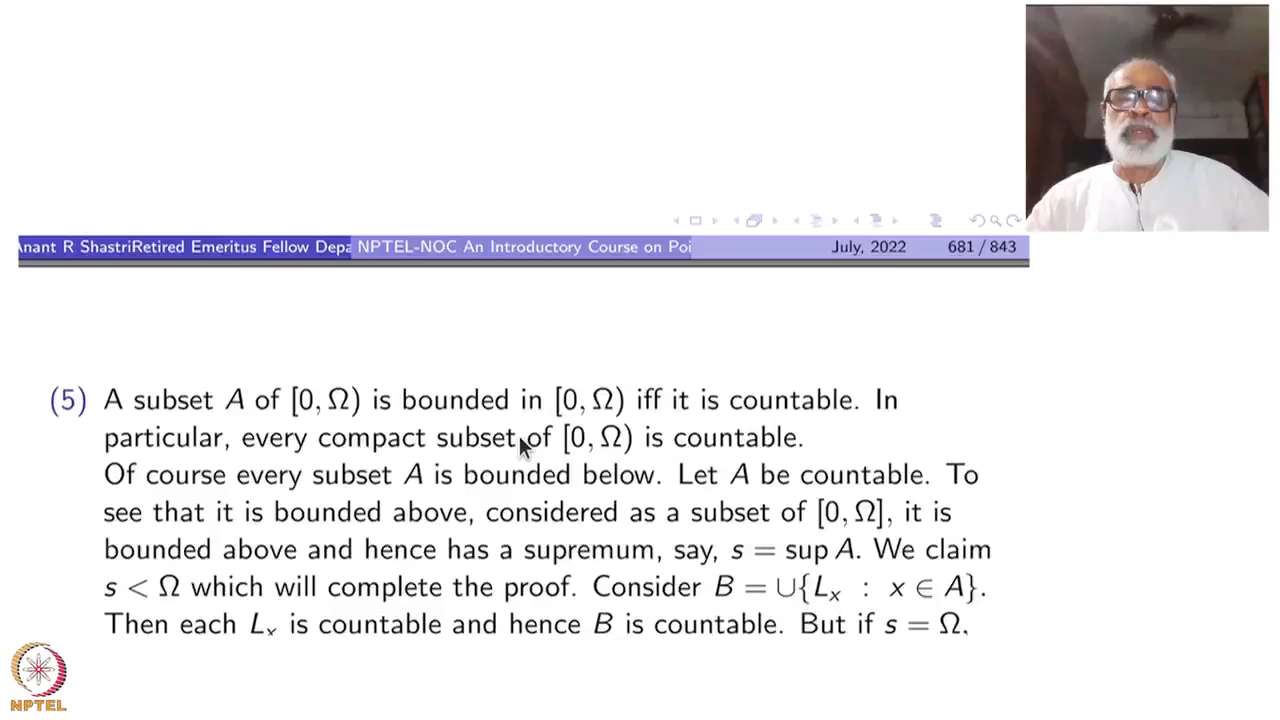 Anant R ShastriRetired Emeritus Fellow Depa NPTEL-NOC An Introductory Course on Poi July, 2022 681 / 843
(5) A subset A of [0, Ω) is bounded in [0, Ω) iff it is countable. In
particular, every compact subset of [0, Ω) is countable.
Of course every subset A is bounded below. Let A be countable. To
see that it is bounded above, considered as a subset of [0, Ω], it is
bounded above and hence has a supremum, say, s = sup A. We claim
s < Ω which will complete the proof. Consider B = ∪{Lₓ : x ∈ A}.
Then each Lₓ is countable and hence B is countable. But if s = Ω,
NPTEL